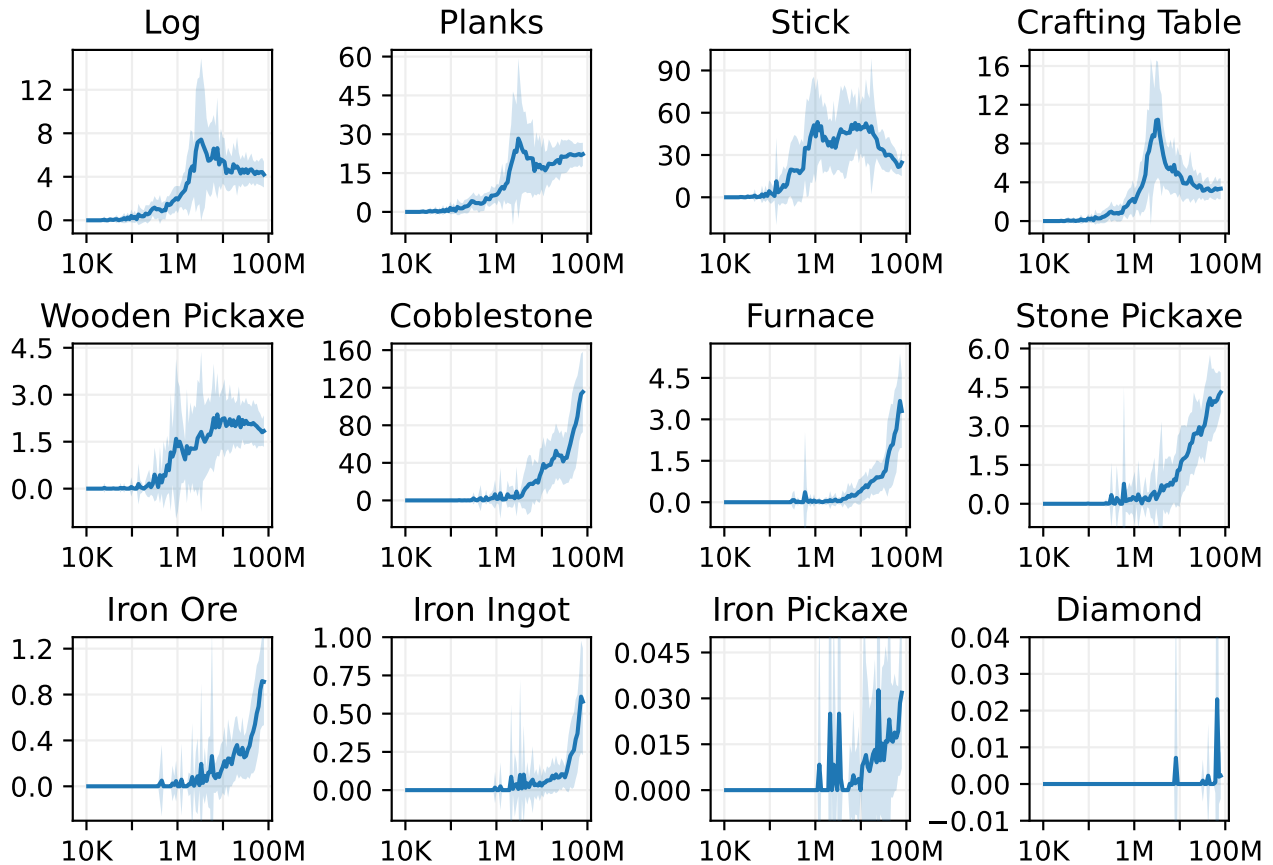 Log Planks Stick Crafting Table
12 60 90 16
8 45 60 12
4 30 30 8
0 15 0 4
0 0
10K 1M 100M 10K 1M 100M 10K 1M 100M 10K 1M 100M
Wooden Pickaxe Cobblestone Furnace Stone Pickaxe
4.5 160 4.5 6.0
3.0 120 3.0 4.5
1.5 80 1.5 3.0
0.0 40 0.0 1.5
0 0.0
10K 1M 100M 10K 1M 100M 10K 1M 100M 10K 1M 100M
Iron Ore Iron Ingot Iron Pickaxe Diamond
1.2 1.00 0.045 0.04
0.8 0.75 0.030 0.03
0.4 0.50 0.015 0.02
0.0 0.25 0.000 0.01
0.00 0.00
−0.01
10K 1M 100M 10K 1M 100M 10K 1M 100M 10K 1M 100M